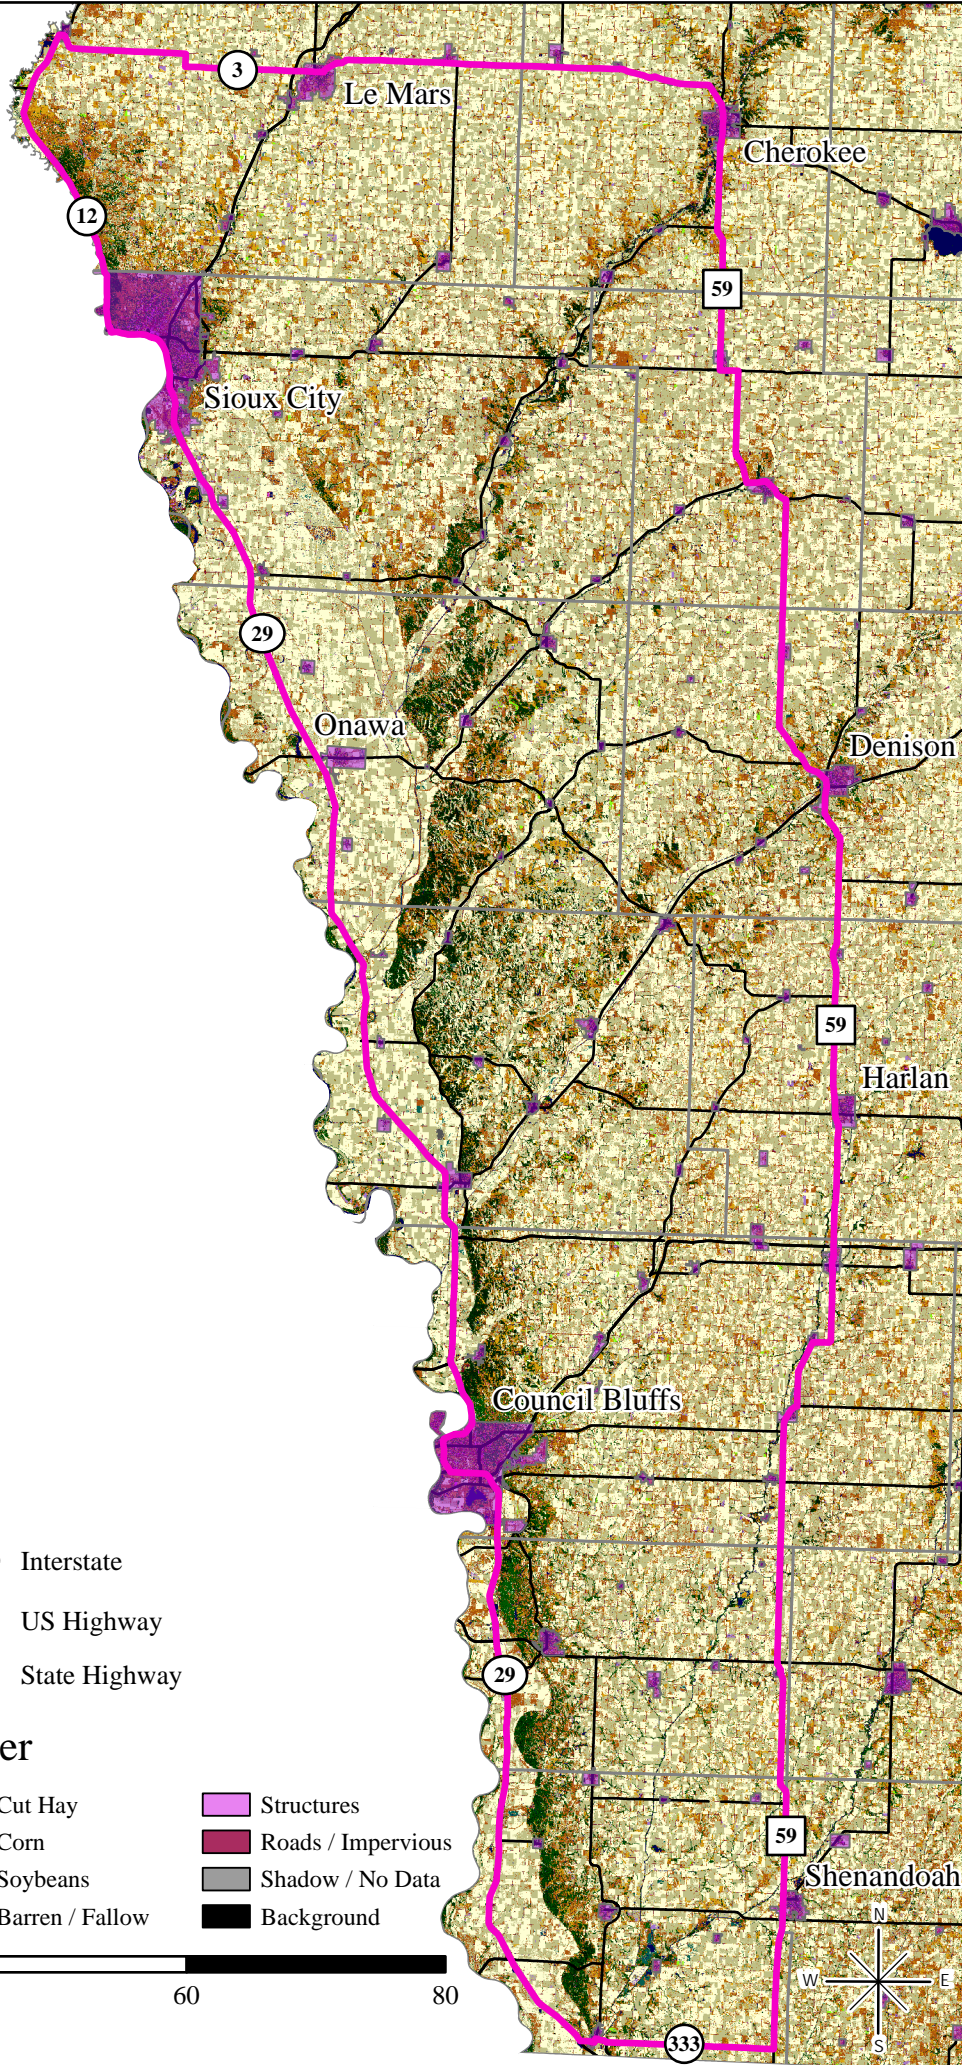 3
Le Mars
Cherokee
12
59
Sioux City
29
Onawa
Denison
59
Harlan
Council Bluffs
Interstate
US Highway
State Highway
29
er
Cut Hay
Structures
Corn
Roads / Impervious
Soybeans
Shadow / No Data
Barren / Fallow
Background
59
Shenandoah
N
W
E
S
60
80
333